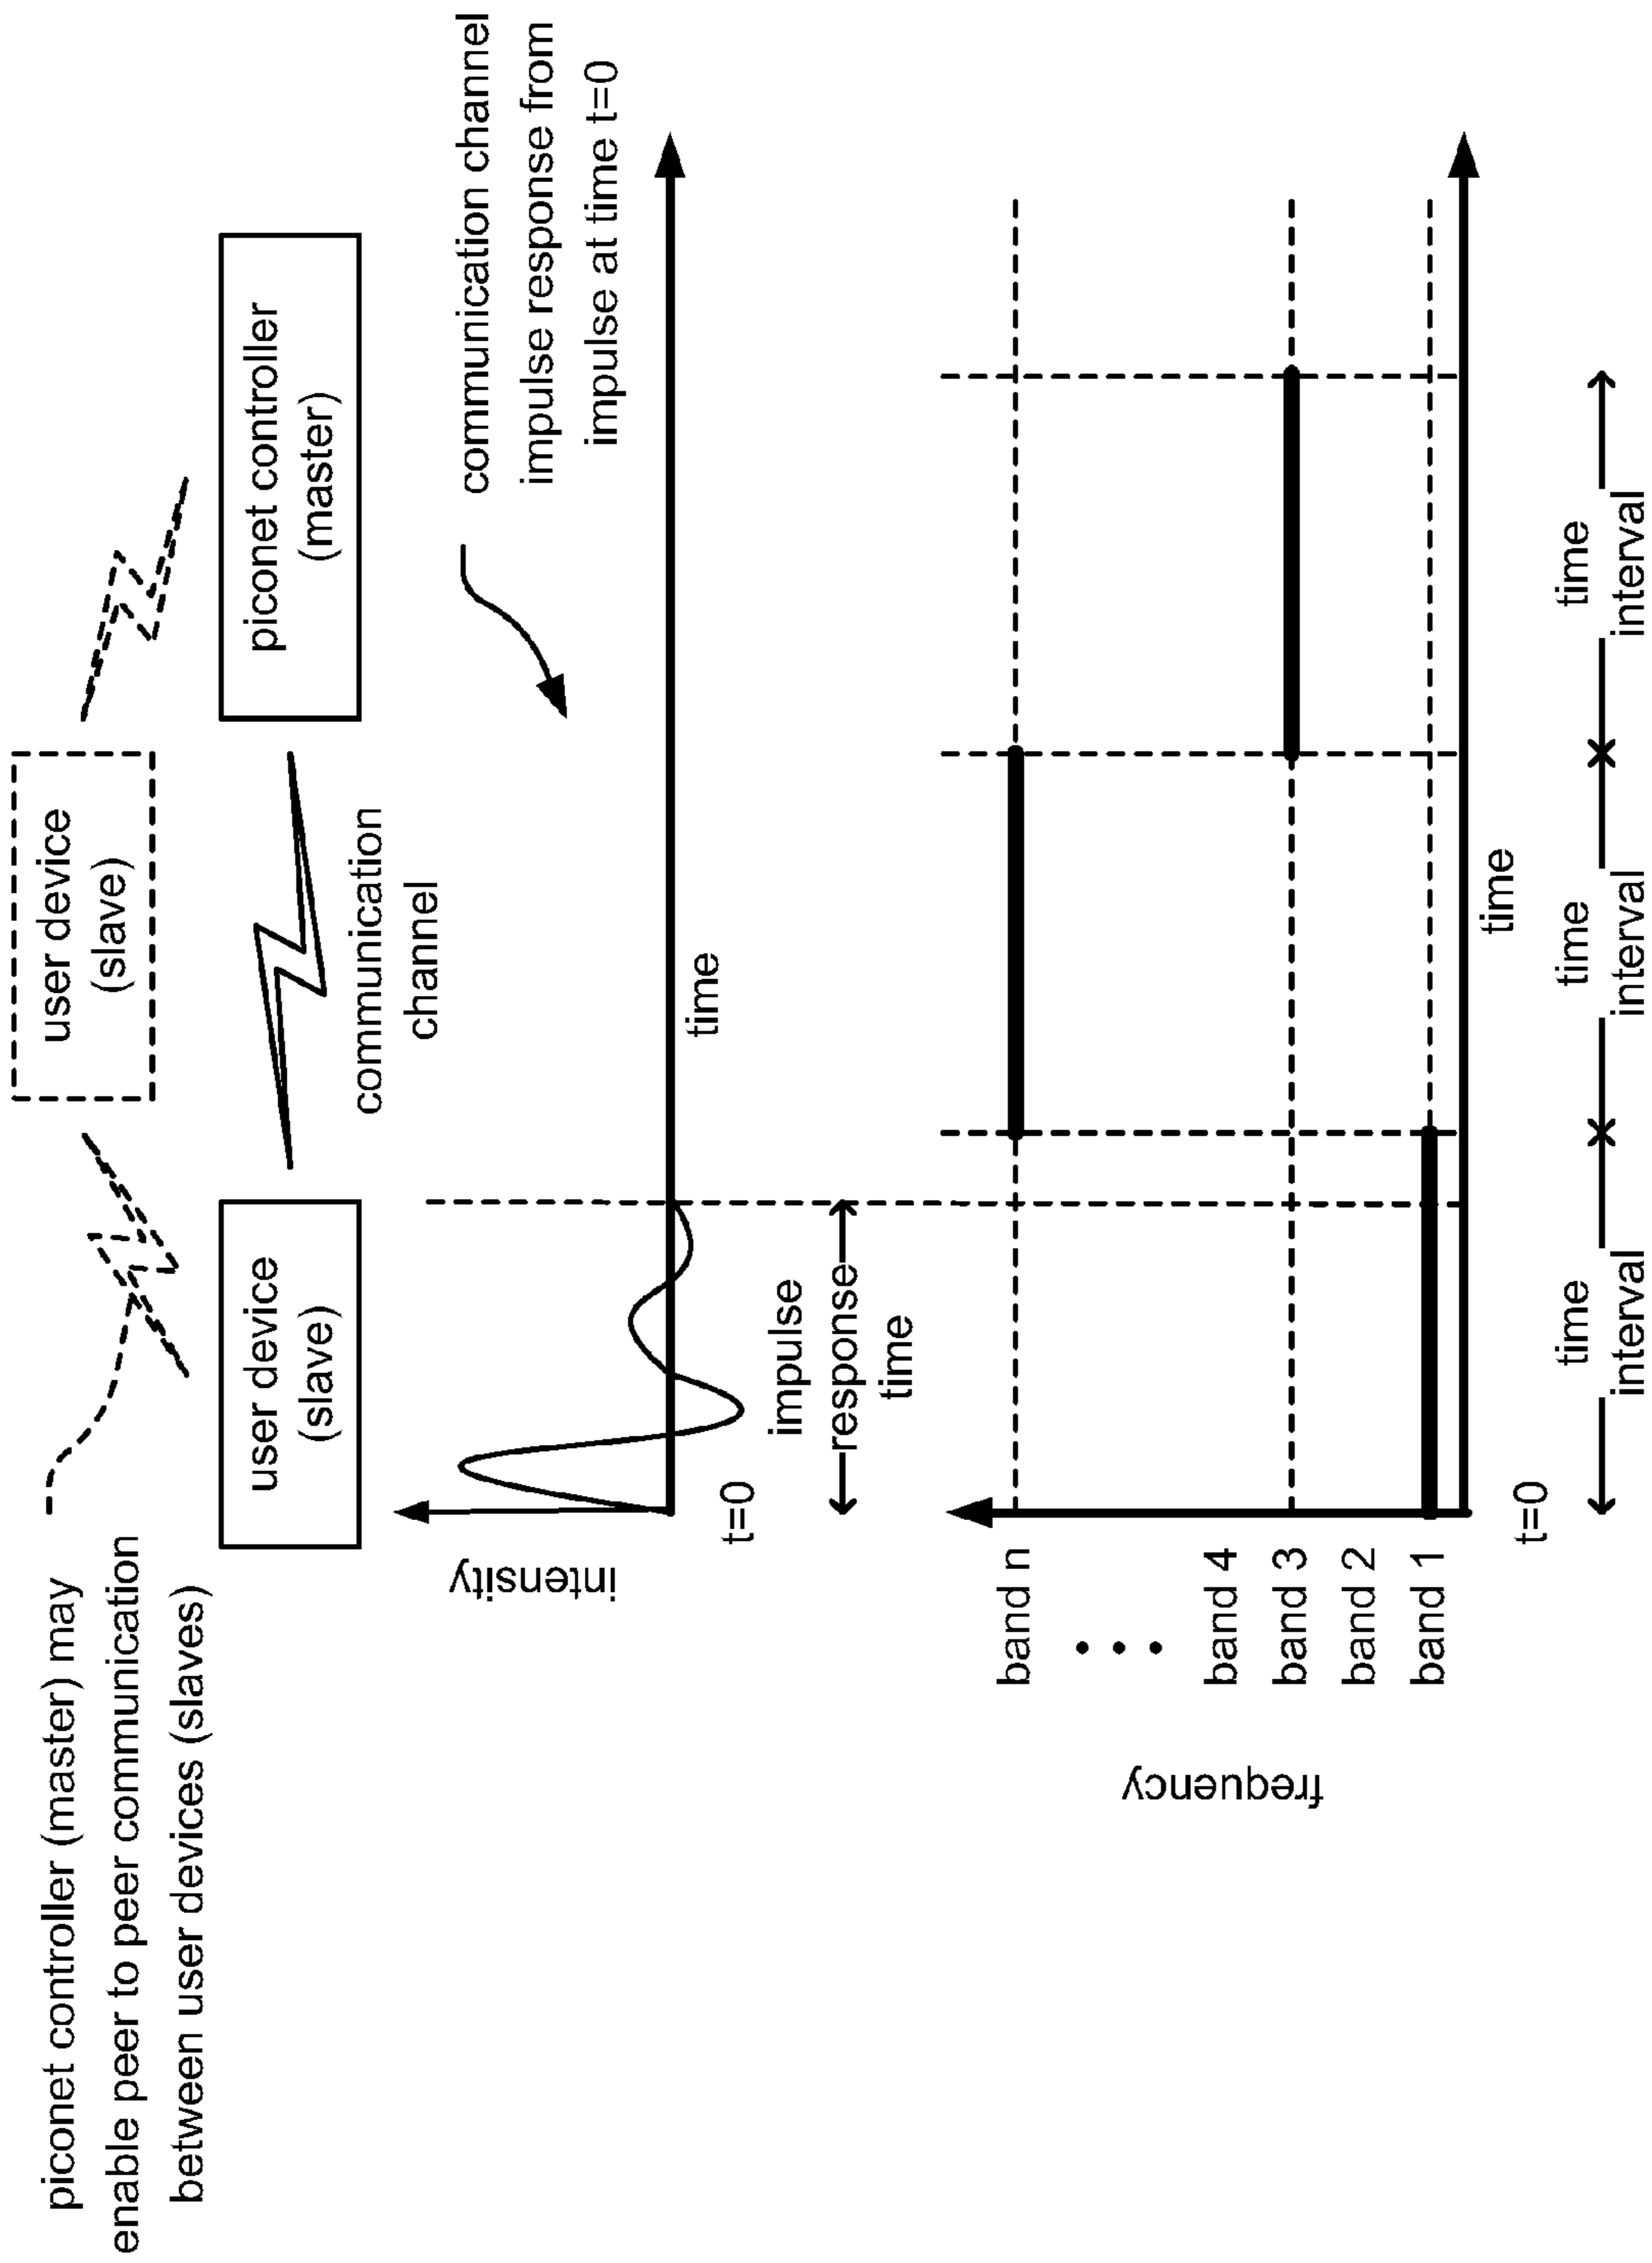 piconet controller (master) may
enable peer to peer communication
between user devices (slaves)
user device
(slave)
user device
(slave)
communication
channel
piconet controller
(master)
intensity
communication channel
impulse response from
impulse at time t=0
t=0
time
impulse
response
time
frequency
band n
band 4
band 3
band 2
band 1
t=0
time
time
interval
time
interval
time
interval